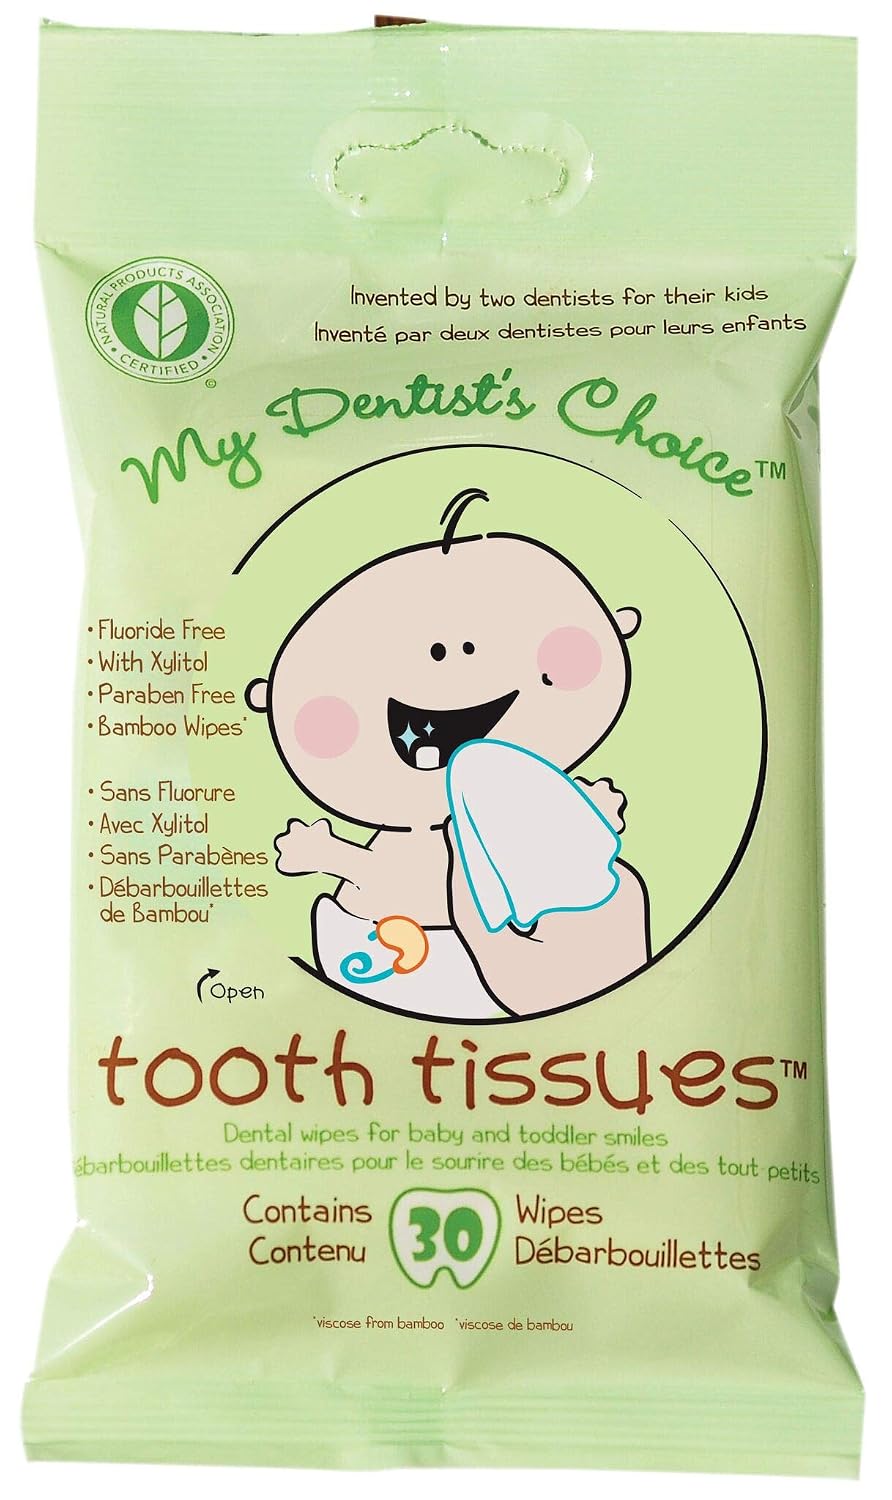 NATURAL PRODUCTS ASSOCIATION
• CERTIFIED •
©
Invented by two dentists for their kids
Inventé par deux dentistes pour leurs enfants
My Dentist's Choice™
• Fluoride Free
• With Xylitol
• Paraben Free
• Bamboo Wipes*
• Sans Fluorure
• Avec Xylitol
• Sans Parabènes
• Débarbouillettes
de Bambou*
Open
tooth tissues™
Dental wipes for baby and toddler smiles
ébarbouillettes dentaires pour le sourire des bébés et des tout-petits
Contains 30 Wipes
Contenu Débarbouillettes
*viscose from bamboo *viscose de bambou